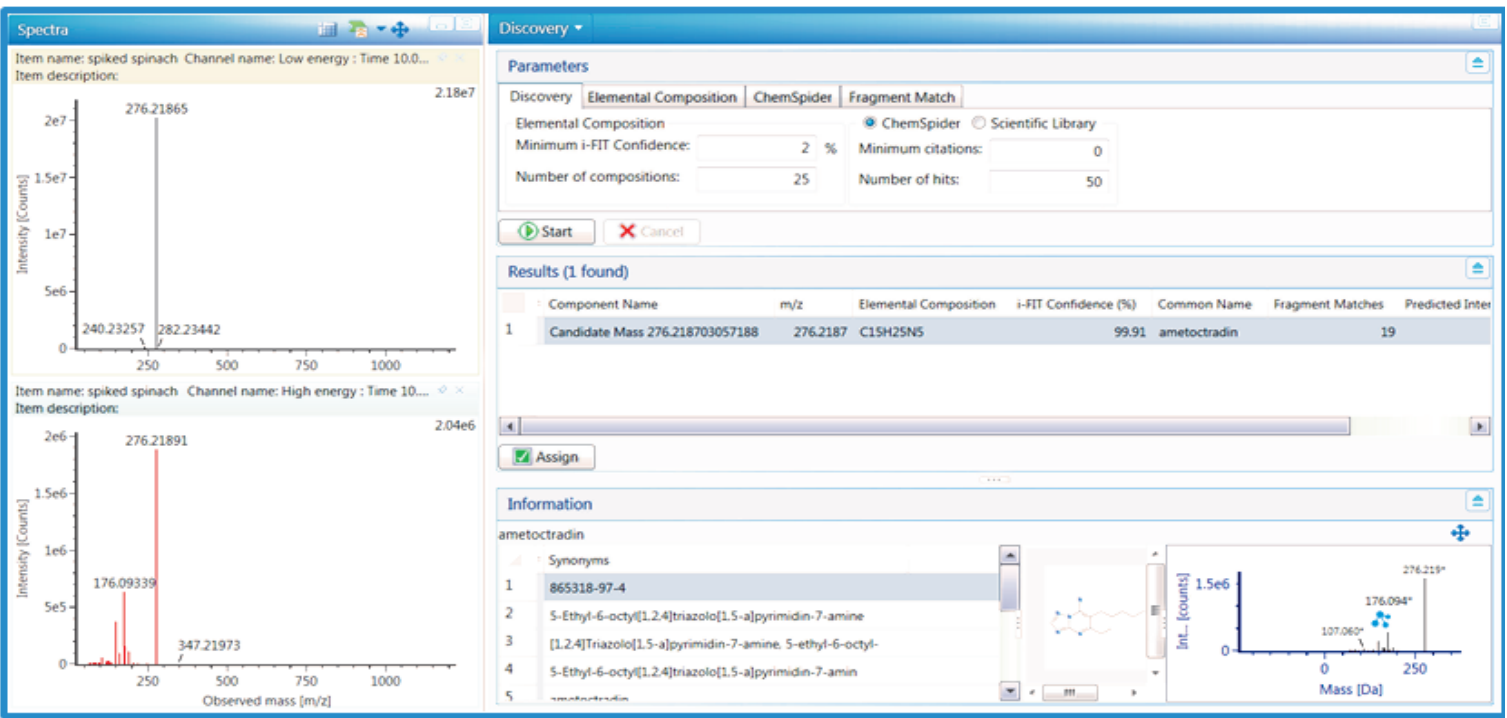 Spectra
Item name: spiked spinach Channel name: Low energy : Time 10.0...
Item description:
2.18e7
276.21865
2e7
1.5e7
1e7
5e6
0
240.23257
282.23442
Intensity [Counts]
250 500 750 1000
Item name: spiked spinach Channel name: High energy : Time 10....
Item description:
2.04e6
276.21891
2e6
1.5e6
1e6
5e5
0
176.09339
347.21973
Intensity [Counts]
250 500 750 1000
Observed mass [m/z]
Discovery
Parameters
Discovery Elemental Composition ChemSpider Fragment Match
Elemental Composition
Minimum i-FIT Confidence: 2 %
Number of compositions: 25
ChemSpider Scientific Library
Minimum citations: 0
Number of hits: 50
Start Cancel
Results (1 found)
Component Name m/z Elemental Composition i-FIT Confidence (%) Common Name Fragment Matches Predicted Inter
1 Candidate Mass 276.218703057188 276.2187 C15H25N5 99.91 ametoctradin 19
Assign
Information
ametoctradin
Synonyms
1 865318-97-4
2 5-Ethyl-6-octyl[1,2,4]triazolo[1,5-a]pyrimidin-7-amine
3 [1,2,4]Triazolo[1,5-a]pyrimidin-7-amine, 5-ethyl-6-octyl-
4 5-Ethyl-6-octyl[1,2,4]triazolo[1,5-a]pyrimidin-7-amin
5 ametoctradin
Int... [counts]
1.5e6
0
276.219*
176.094*
107.060*
0 250
Mass [Da]